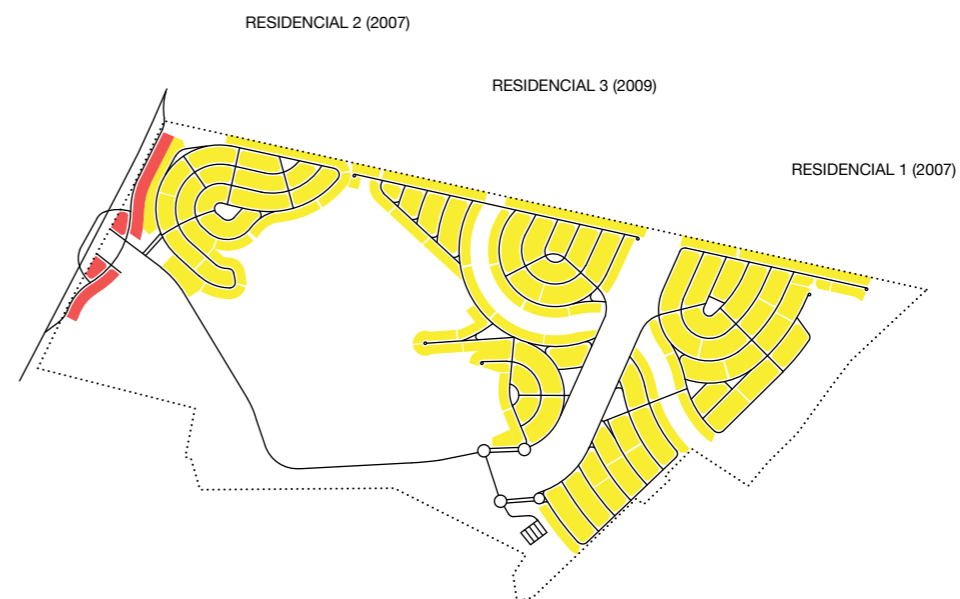 RESIDENCIAL 2 (2007)
RESIDENCIAL 3 (2009)
RESIDENCIAL 1 (2007)